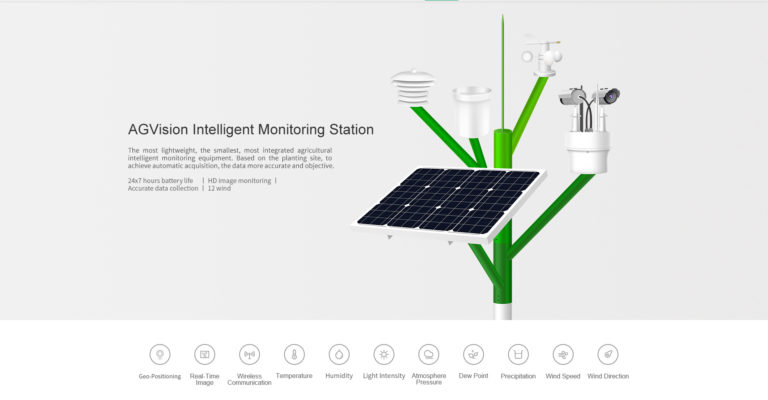 AGVision Intelligent Monitoring Station
The most lightweight, the smallest, most integrated agricultural
intelligent monitoring equipment. Based on the planting site, to
achieve automatic acquisition, the data more accurate and objective.
24x7 hours battery life | HD image monitoring |
Accurate data collection | 12 wind
Geo-Positioning
Real-Time
Image
Wireless
Communication
Temperature
Humidity
Light Intensity
Atmosphere
Pressure
Dew Point
Precipitation
Wind Speed
Wind Direction